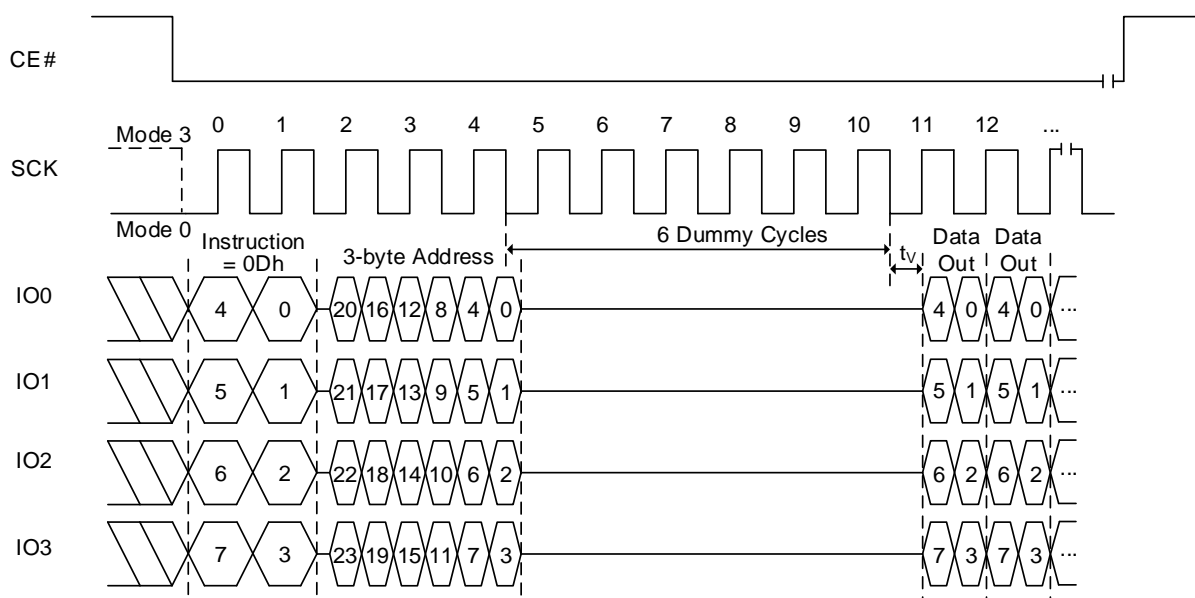 CE#
Mode 3 0 1 2 3 4 5 6 7 8 9 10 11 12 ...
SCK
Mode 0
Instruction = 0Dh
3-byte Address
6 Dummy Cycles
tV
Data Out
Data Out
IO0 4 0 20 16 12 8 4 0 4 0 4 0 ...
IO1 5 1 21 17 13 9 5 1 5 1 5 1 ...
IO2 6 2 22 18 14 10 6 2 6 2 6 2 ...
IO3 7 3 23 19 15 11 7 3 7 3 7 3 ...